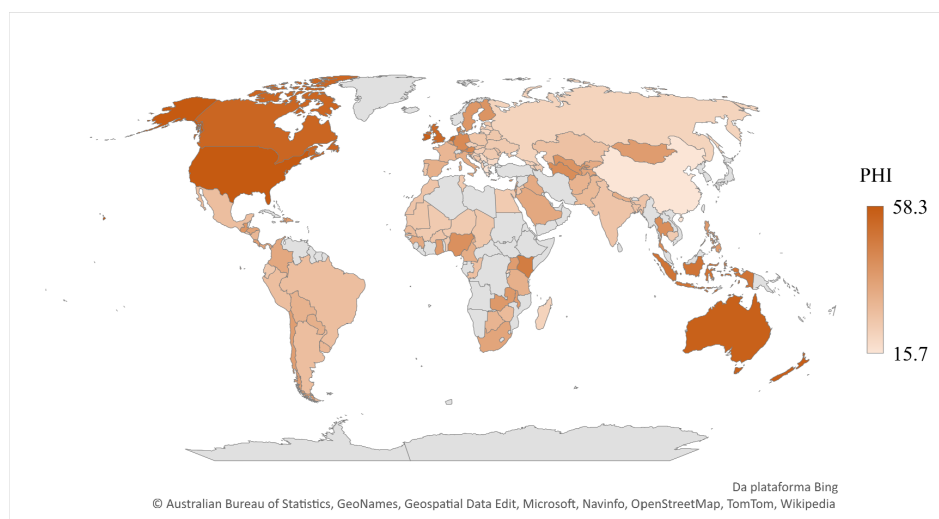 PHI
58.3
15.7
Da plataforma Bing
© Australian Bureau of Statistics, GeoNames, Geospatial Data Edit, Microsoft, Navinfo, OpenStreetMap, TomTom, Wikipedia